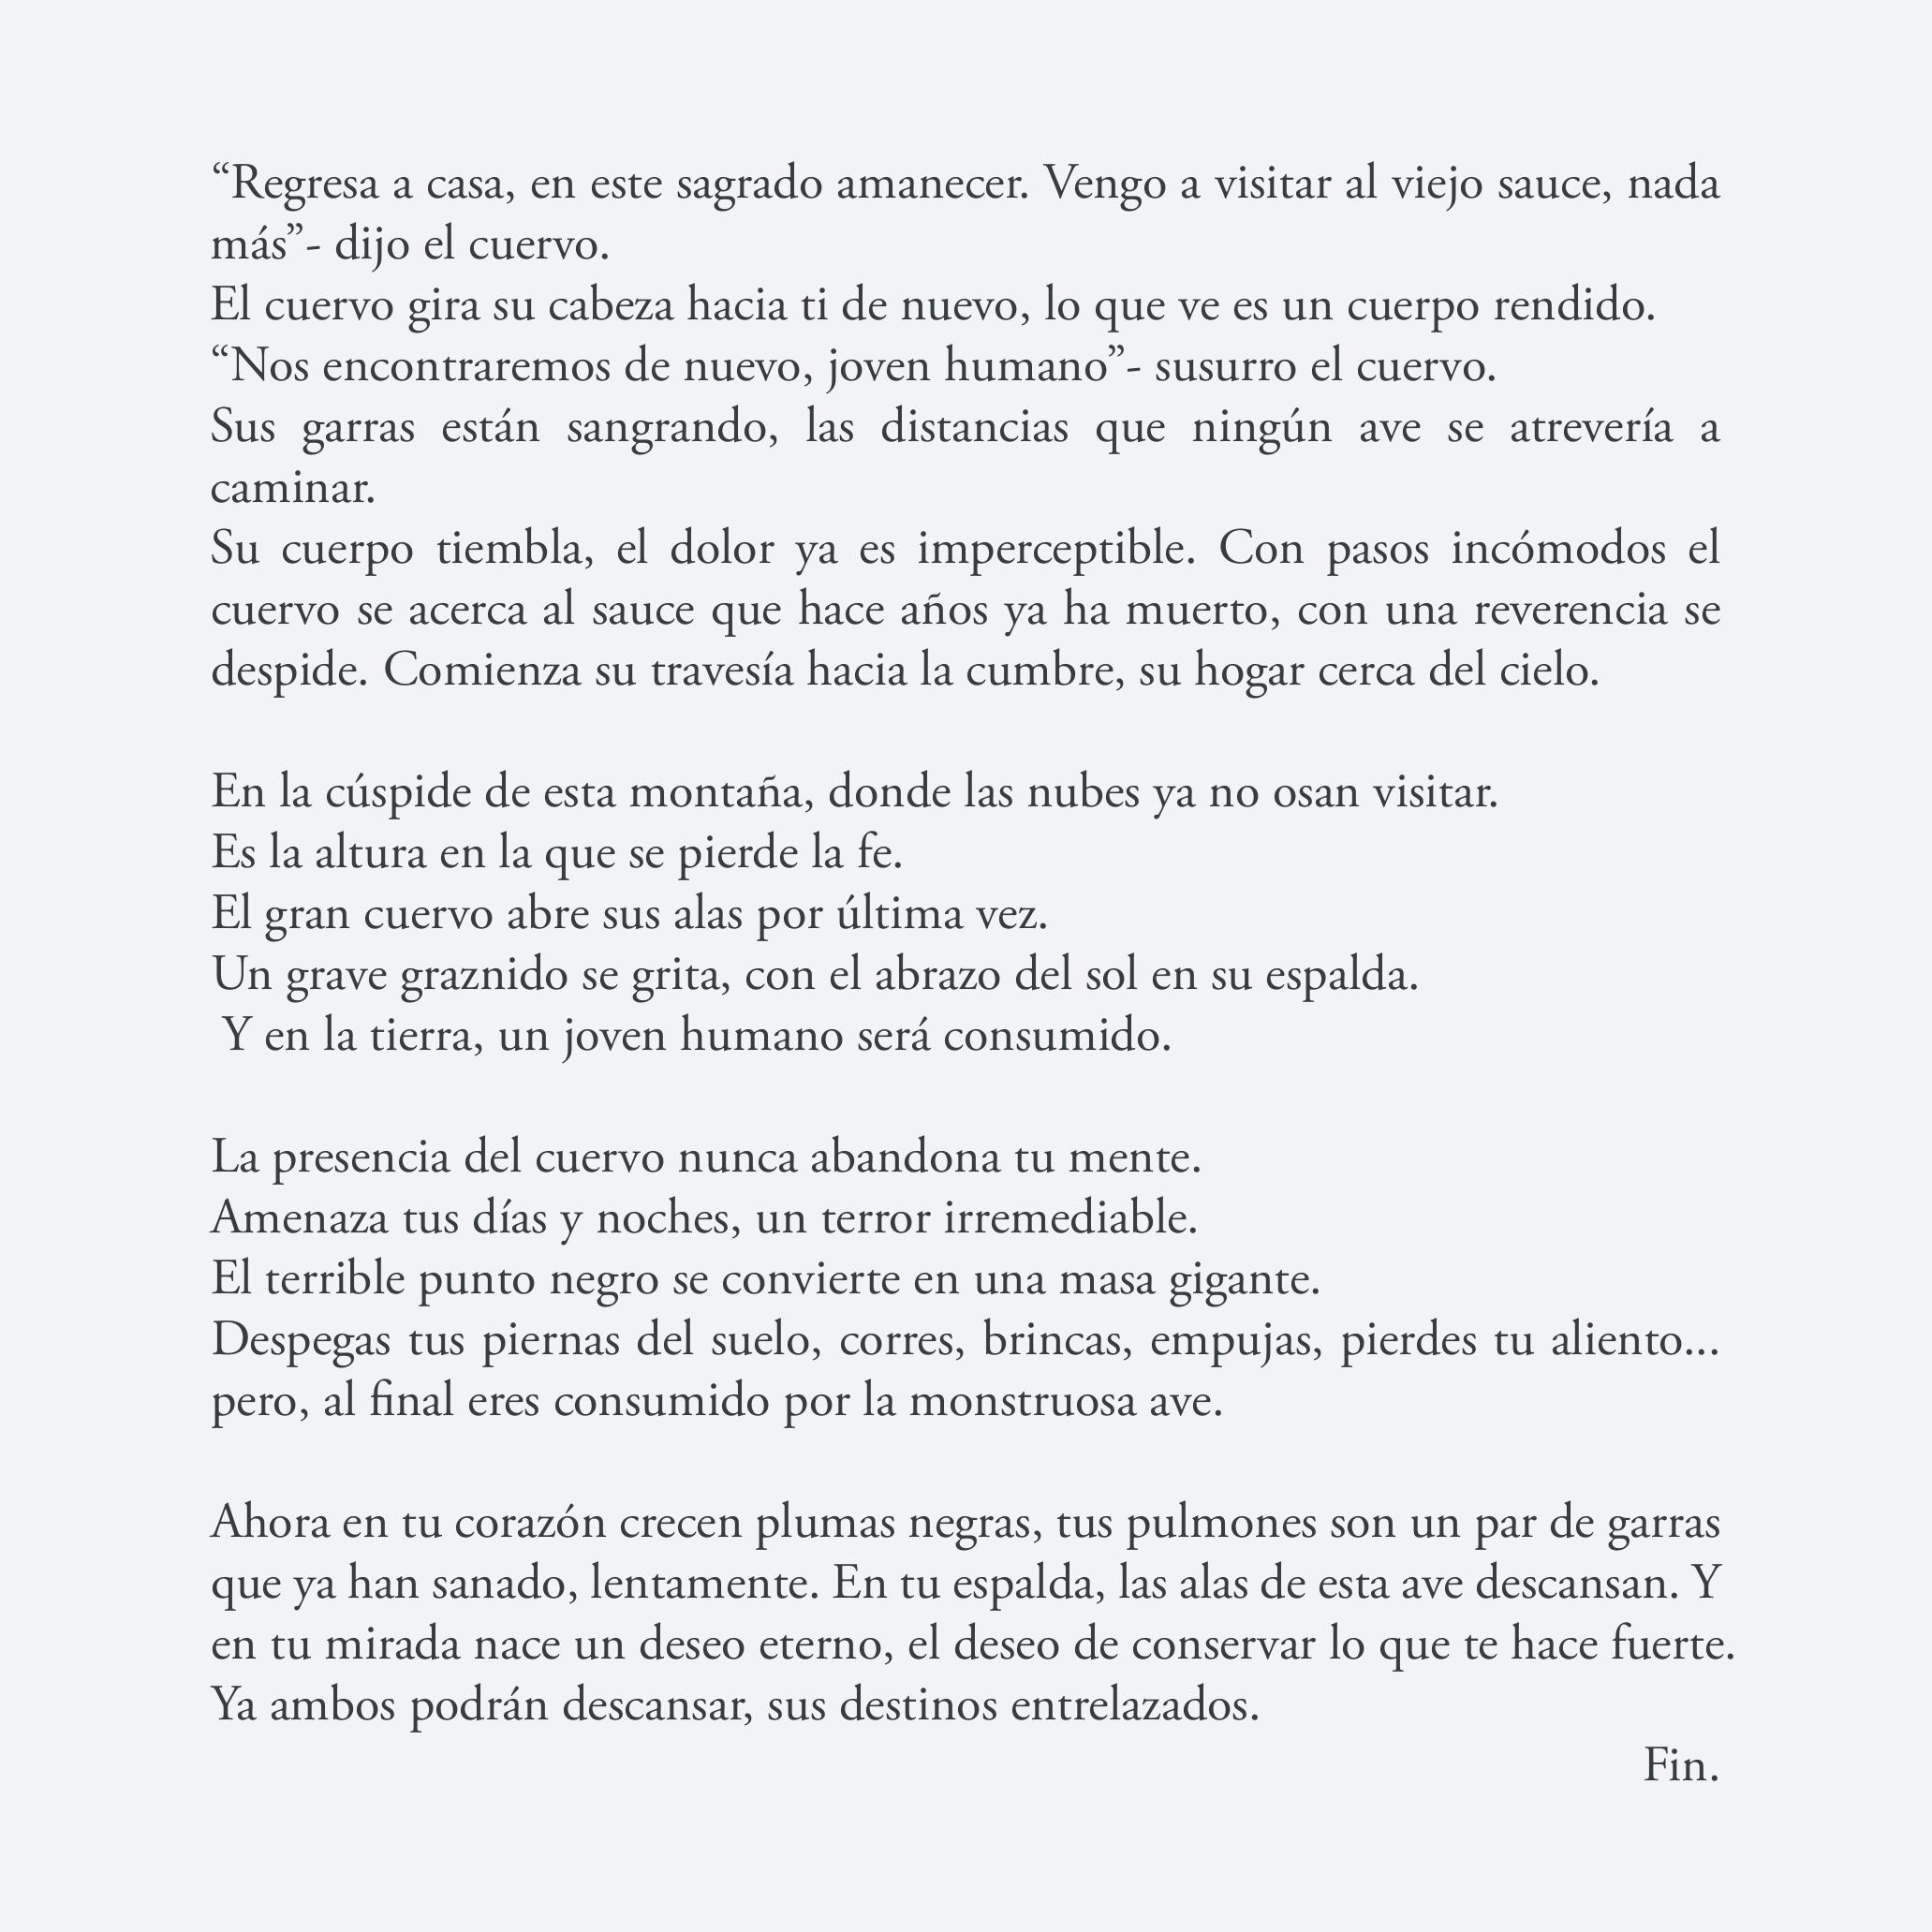 “Regresa a casa, en este sagrado amanecer. Vengo a visitar al viejo sauce, nada
más”- dijo el cuervo.
El cuervo gira su cabeza hacia ti de nuevo, lo que ve es un cuerpo rendido.
“Nos encontraremos de nuevo, joven humano”- susurro el cuervo.
Sus garras están sangrando, las distancias que ningún ave se atrevería a
caminar.
Su cuerpo tiembla, el dolor ya es imperceptible. Con pasos incómodos el
cuervo se acerca al sauce que hace años ya ha muerto, con una reverencia se
despide. Comienza su travesía hacia la cumbre, su hogar cerca del cielo.

En la cúspide de esta montaña, donde las nubes ya no osan visitar.
Es la altura en la que se pierde la fe.
El gran cuervo abre sus alas por última vez.
Un grave graznido se grita, con el abrazo del sol en su espalda.
Y en la tierra, un joven humano será consumido.

La presencia del cuervo nunca abandona tu mente.
Amenaza tus días y noches, un terror irremediable.
El terrible punto negro se convierte en una masa gigante.
Despegas tus piernas del suelo, corres, brincas, empujas, pierdes tu aliento...
pero, al final eres consumido por la monstruosa ave.

Ahora en tu corazón crecen plumas negras, tus pulmones son un par de garras
que ya han sanado, lentamente. En tu espalda, las alas de esta ave descansan. Y
en tu mirada nace un deseo eterno, el deseo de conservar lo que te hace fuerte.
Ya ambos podrán descansar, sus destinos entrelazados.
Fin.